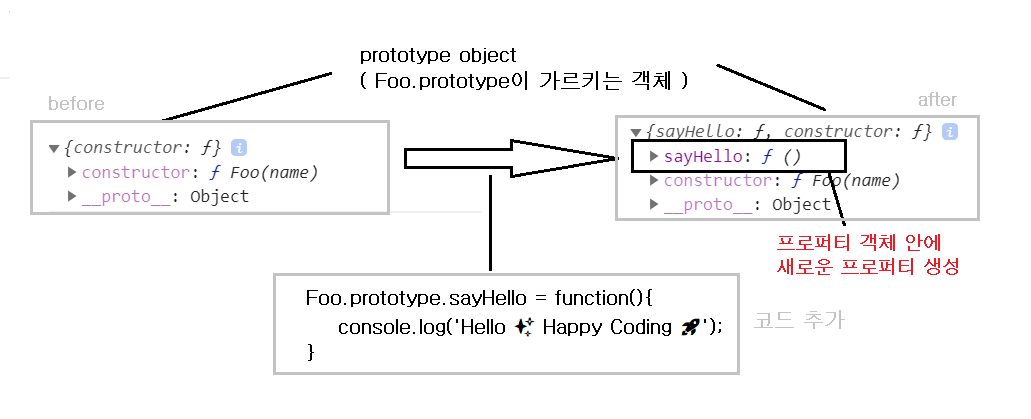 prototype object
( Foo.prototype이 가르키는 객체 )
before
after
▼{constructor: ƒ} i
▶ constructor: ƒ Foo(name)
▶ __proto__: Object
▼{sayHello: ƒ, constructor: ƒ} i
▶ sayHello: ƒ ()
▶ constructor: ƒ Foo(name)
▶ __proto__: Object
프로퍼티 객체 안에
새로운 프로퍼티 생성
Foo.prototype.sayHello = function(){
console.log('Hello ✨ Happy Coding 🚀');
}
코드 추가